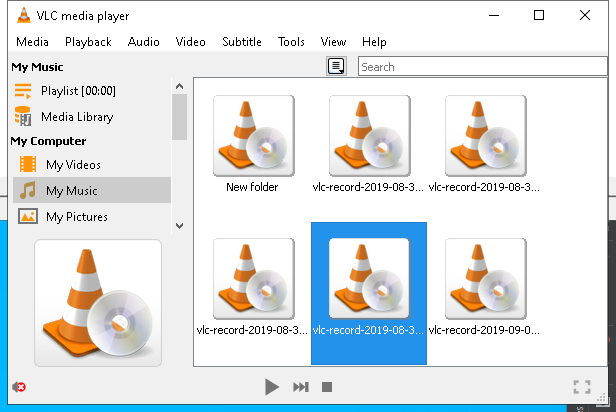 VLC media player
Media Playback Audio Video Subtitle Tools View Help
My Music
Search
Playlist [00:00]
Media Library
My Computer
My Videos
My Music
My Pictures
New folder
vlc-record-2019-08-3...
vlc-record-2019-08-3...
vlc-record-2019-08-3...
vlc-record-2019-08-3...
vlc-record-2019-09-0...